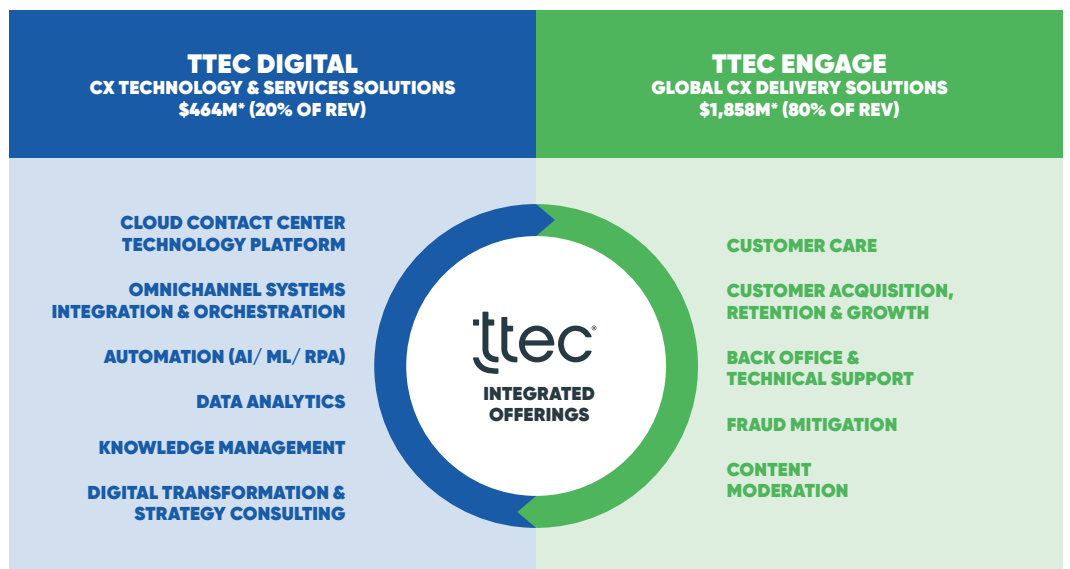 TTEC DIGITAL
CX TECHNOLOGY & SERVICES SOLUTIONS
$464M* (20% OF REV)
TTEC ENGAGE
GLOBAL CX DELIVERY SOLUTIONS
$1,858M* (80% OF REV)
CLOUD CONTACT CENTER
TECHNOLOGY PLATFORM
OMNICHANNEL SYSTEMS
INTEGRATION & ORCHESTRATION
AUTOMATION (AI/ ML/ RPA)
DATA ANALYTICS
KNOWLEDGE MANAGEMENT
DIGITAL TRANSFORMATION &
STRATEGY CONSULTING
ttec®
INTEGRATED
OFFERINGS
CUSTOMER CARE
CUSTOMER ACQUISITION,
RETENTION & GROWTH
BACK OFFICE &
TECHNICAL SUPPORT
FRAUD MITIGATION
CONTENT
MODERATION